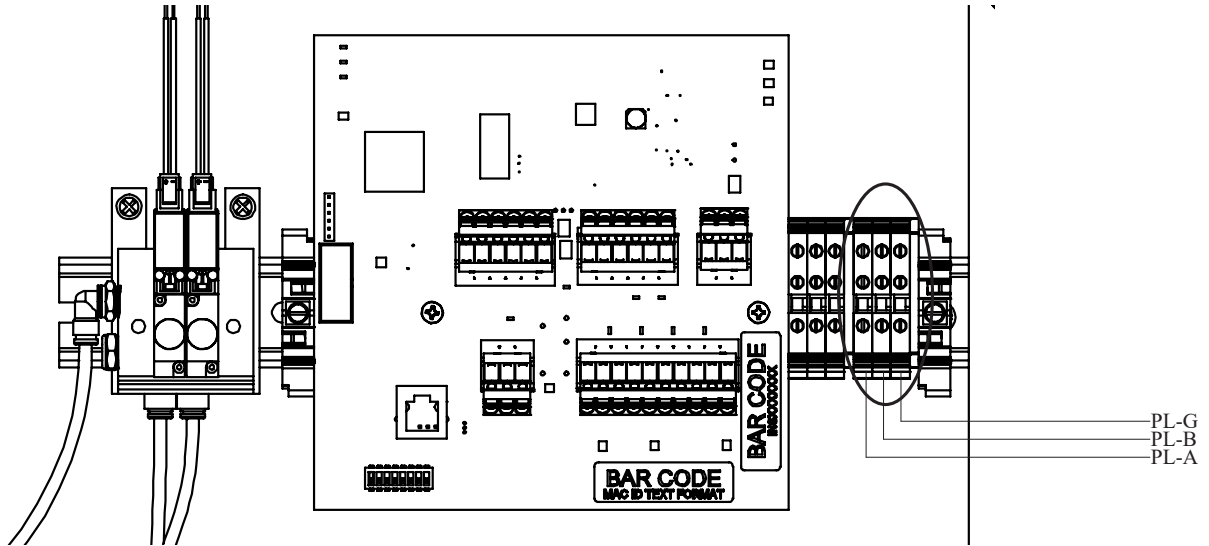 BAR CODE
PL-G
PL-B
PL-A
BAR CODE
MAC ID TEXT FORMAT